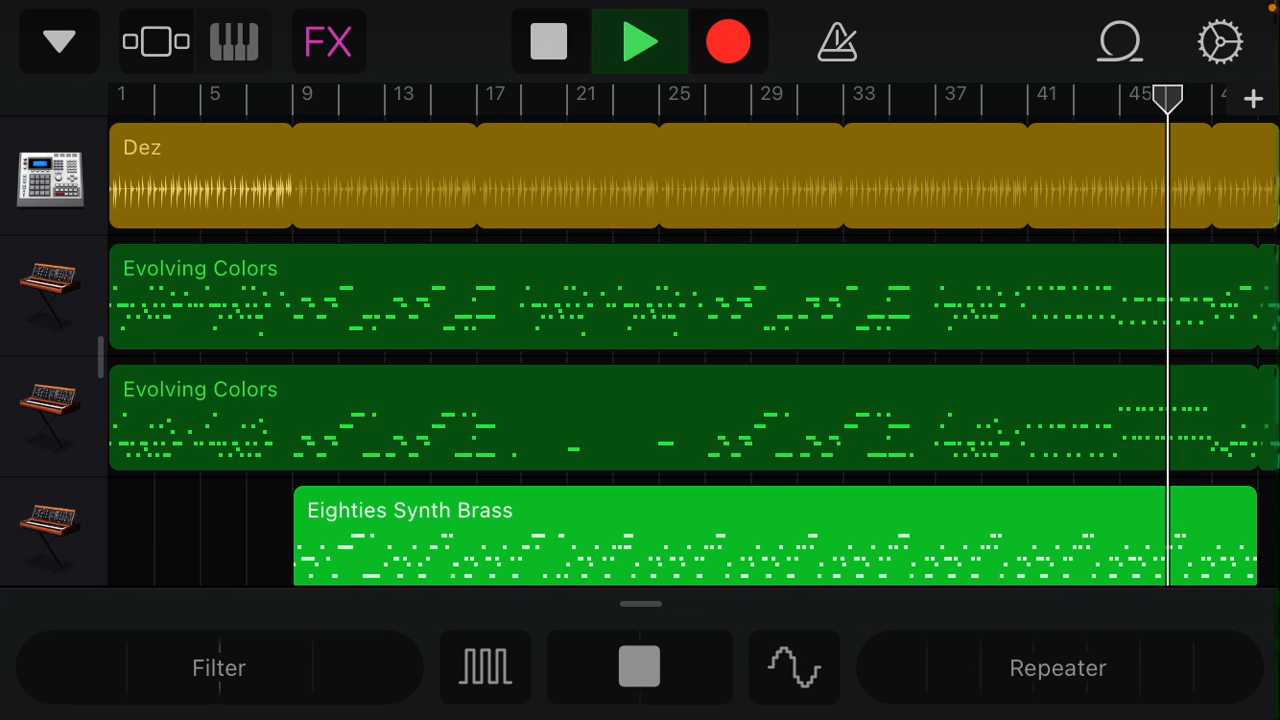 FX
1 5 9 13 17 21 25 29 33 37 41 45
Dez
Evolving Colors
Evolving Colors
Eighties Synth Brass
Filter
Repeater